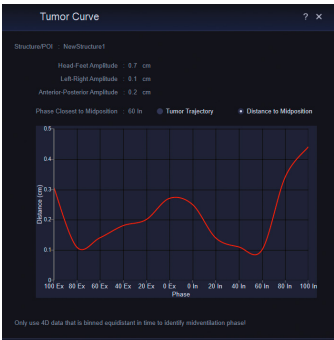 Tumor Curve ? ×
Structure/POI : NewStructure1
Head-Feet Amplitude : 0.7 cm
Left-Right Amplitude : 0.1 cm
Anterior-Posterior Amplitude : 0.2 cm
Phase Closest to Midposition : 60 In Tumor Trajectory Distance to Midposition
0.5
0.4
0.3
0.2
0.1
0
Distance (cm)
100 Ex 80 Ex 60 Ex 40 Ex 20 Ex 0 Ex 0 In 20 In 40 In 60 In 80 In 100 In
Phase
Only use 4D data that is binned equidistant in time to identify midventilation phase!